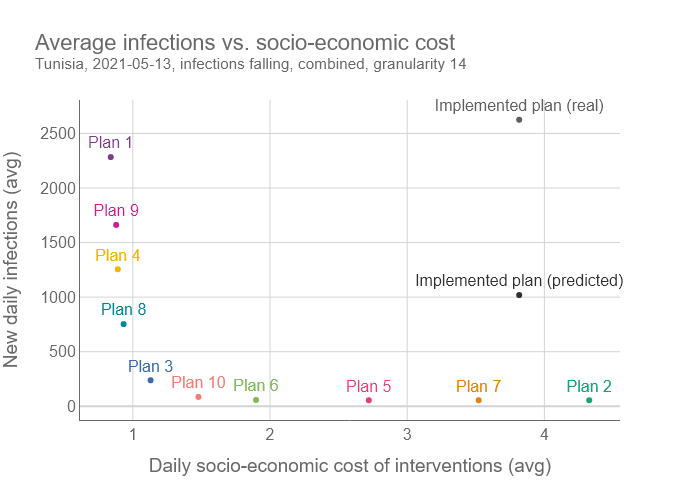 Average infections vs. socio-economic cost
Tunisia, 2021-05-13, infections falling, combined, granularity 14
Implemented plan (real)
2500
Plan 1
2000
Plan 9
1500
Plan 4
Implemented plan (predicted)
1000
Plan 8
500
Plan 3
Plan 10
Plan 6
Plan 5
Plan 7
Plan 2
0
1
2
3
4
New daily infections (avg)
Daily socio-economic cost of interventions (avg)